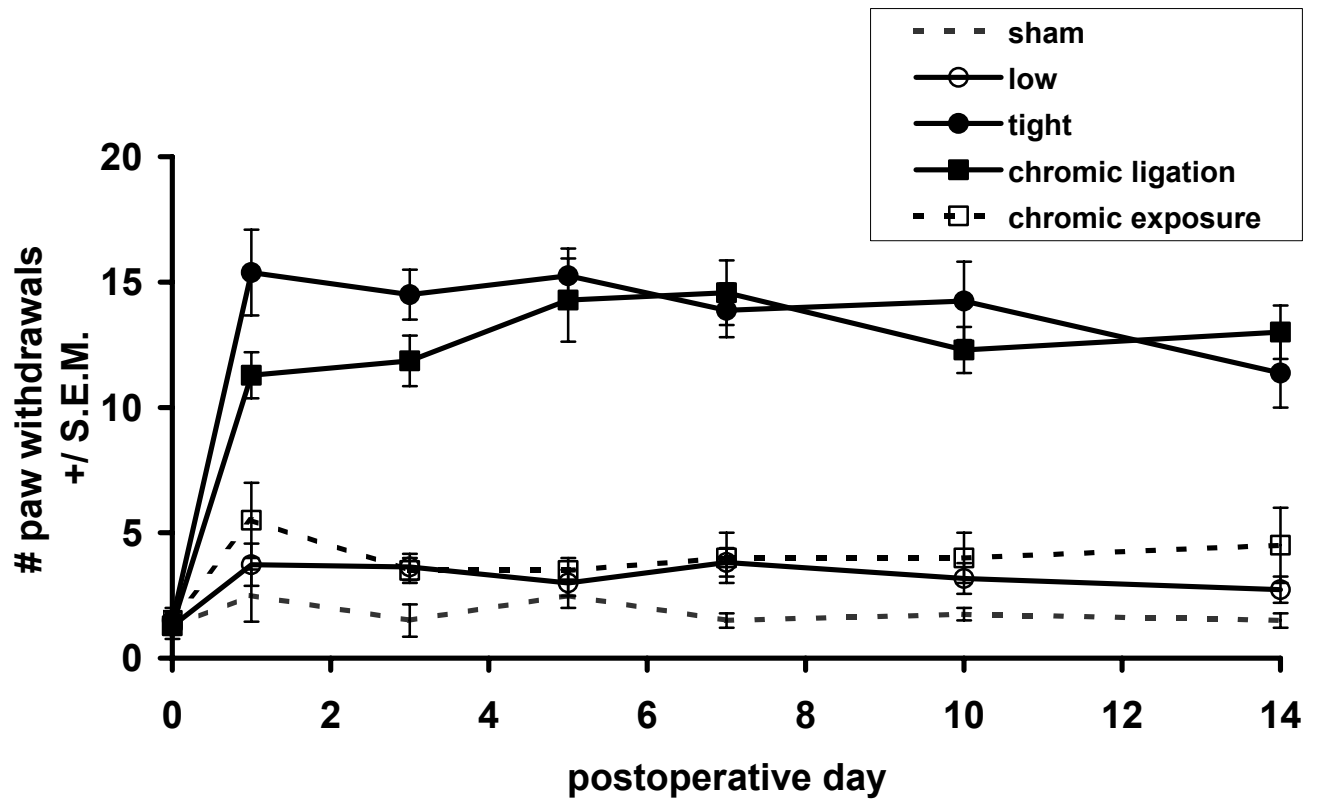 sham
low
tight
chromic ligation
chromic exposure
20
15
10
5
0
# paw withdrawals
+/ S.E.M.
0 2 4 6 8 10 12 14
postoperative day